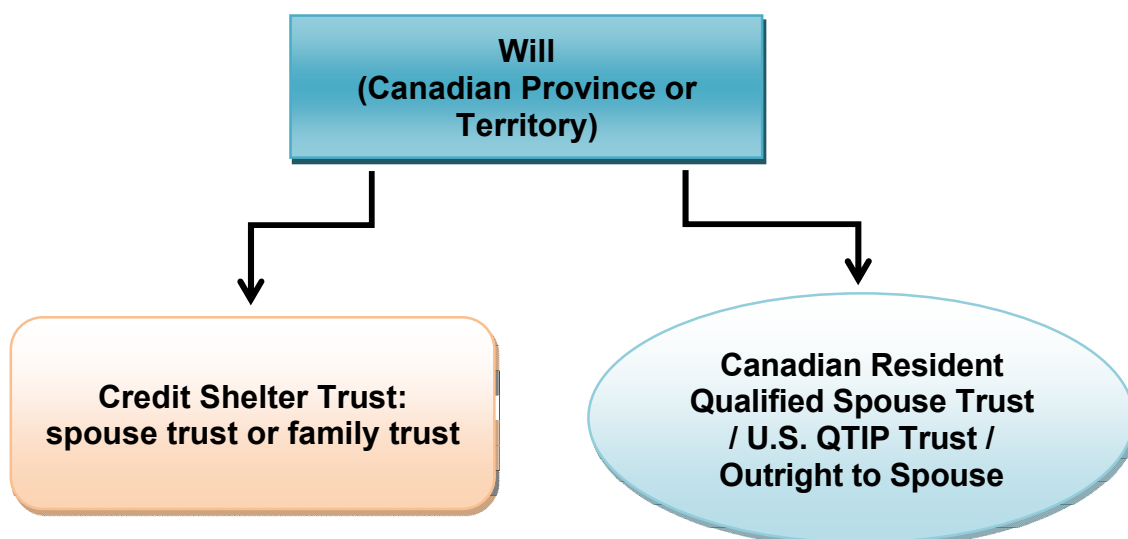 Will
(Canadian Province or
Territory)
Credit Shelter Trust:
spouse trust or family trust
Canadian Resident
Qualified Spouse Trust
/ U.S. QTIP Trust /
Outright to Spouse